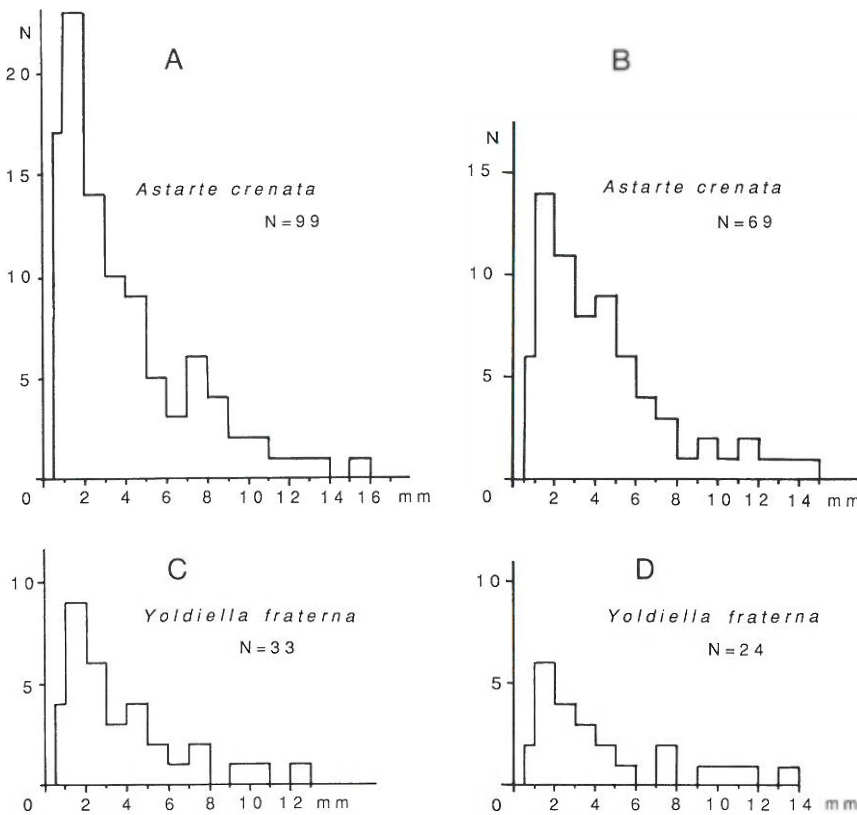 A
N
20
15
10
5
0
Astarte crenata
N=99
2 4 6 8 10 12 14 16 mm
B
N
15
10
5
0
Astarte crenata
N=69
2 4 6 8 10 12 14 mm
C
10
5
0
Yoldiella fraterna
N=33
2 4 6 8 10 12 mm
D
10
5
0
Yoldiella fraterna
N=24
2 4 6 8 10 12 14 mm